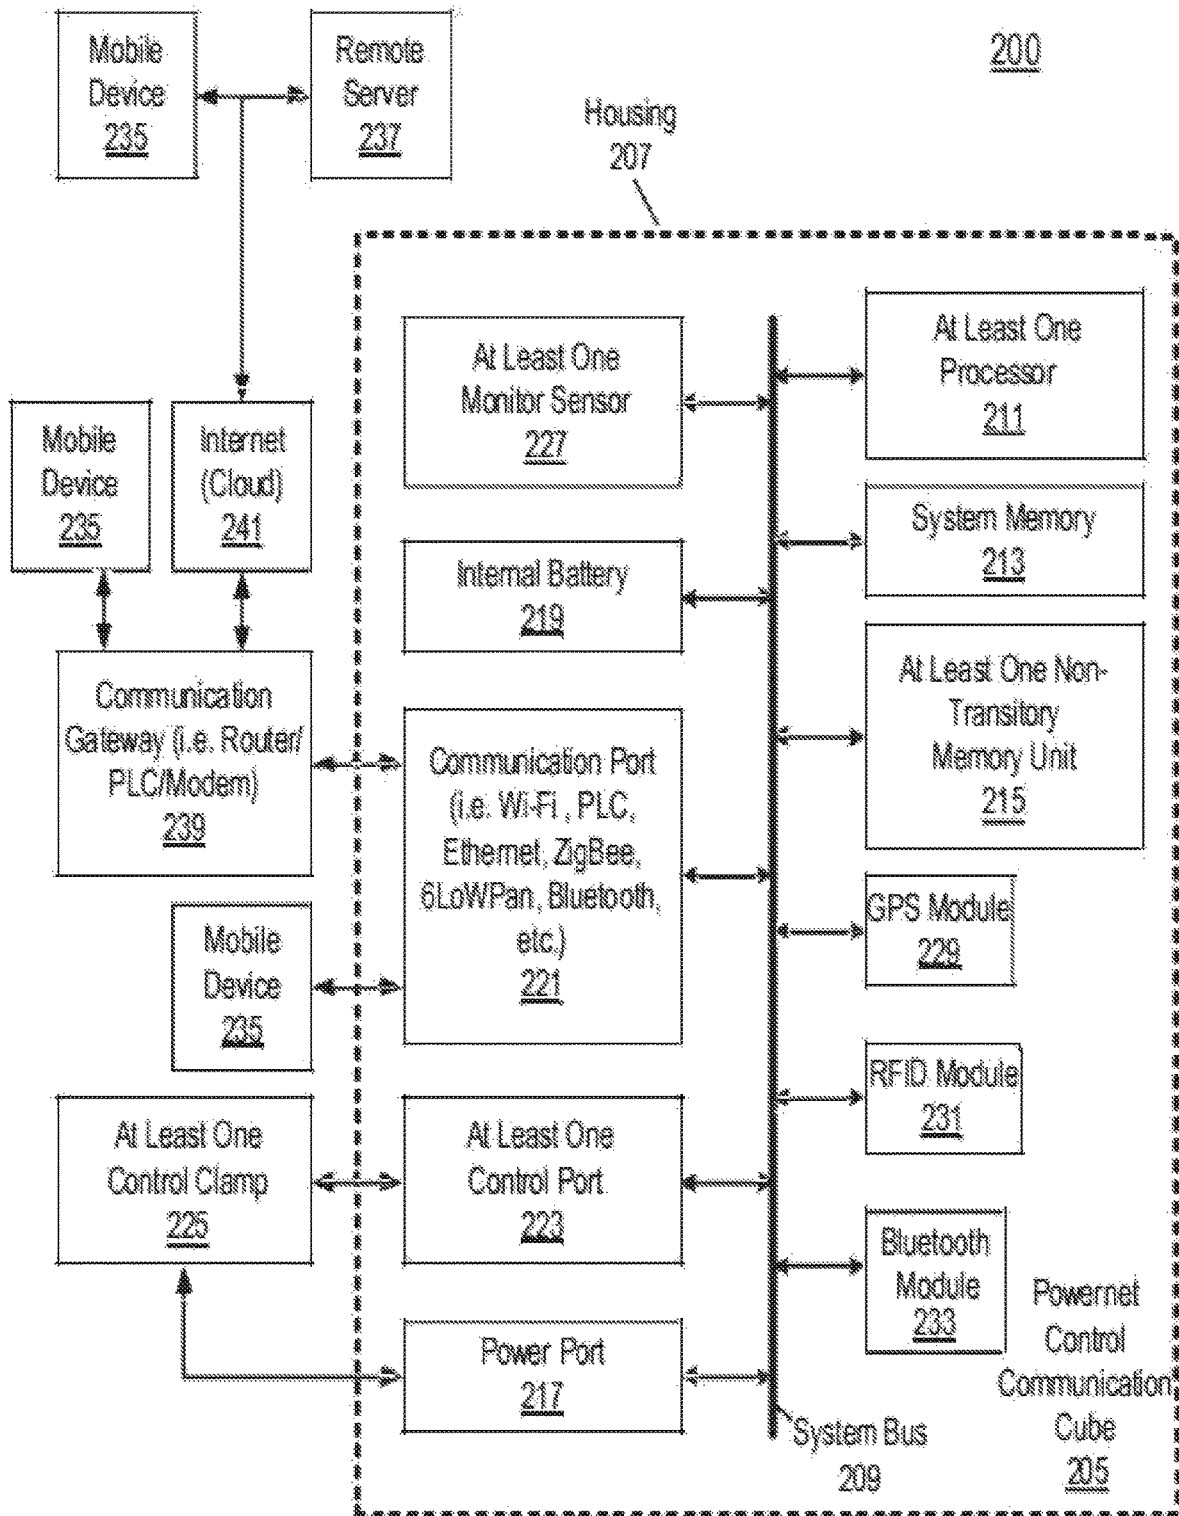 200
Mobile
Device
235
Remote
Server
237
Housing
207
At Least One
Monitor Sensor
227
At Least One
Processor
211
Mobile
Device
235
Internet
(Cloud)
241
System Memory
213
Internal Battery
219
At Least One Non-
Transitory
Memory Unit
215
Communication
Gateway (i.e. Router/
PLC/Modem)
239
Communication Port
(i.e. Wi-Fi , PLC,
Ethernet, ZigBee,
6LoWPan, Bluetooth,
etc.)
221
GPS Module
229
Mobile
Device
235
RFID Module
231
At Least One
Control Clamp
225
At Least One
Control Port
223
Bluetooth
Module
233
Power Port
217
System Bus
209
Powernet
Control
Communication
Cube
205